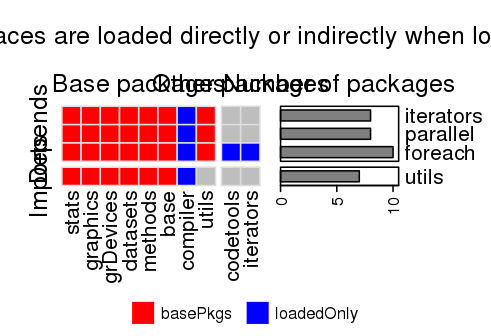 aces are loaded directly or indirectly when lo
Base packages
Other packages
Number of packages
Depends
Imports
iterators
parallel
foreach
utils
stats
graphics
grDevices
datasets
methods
base
compiler
utils
codetools
iterators
0
5
10
basePkgs
loadedOnly